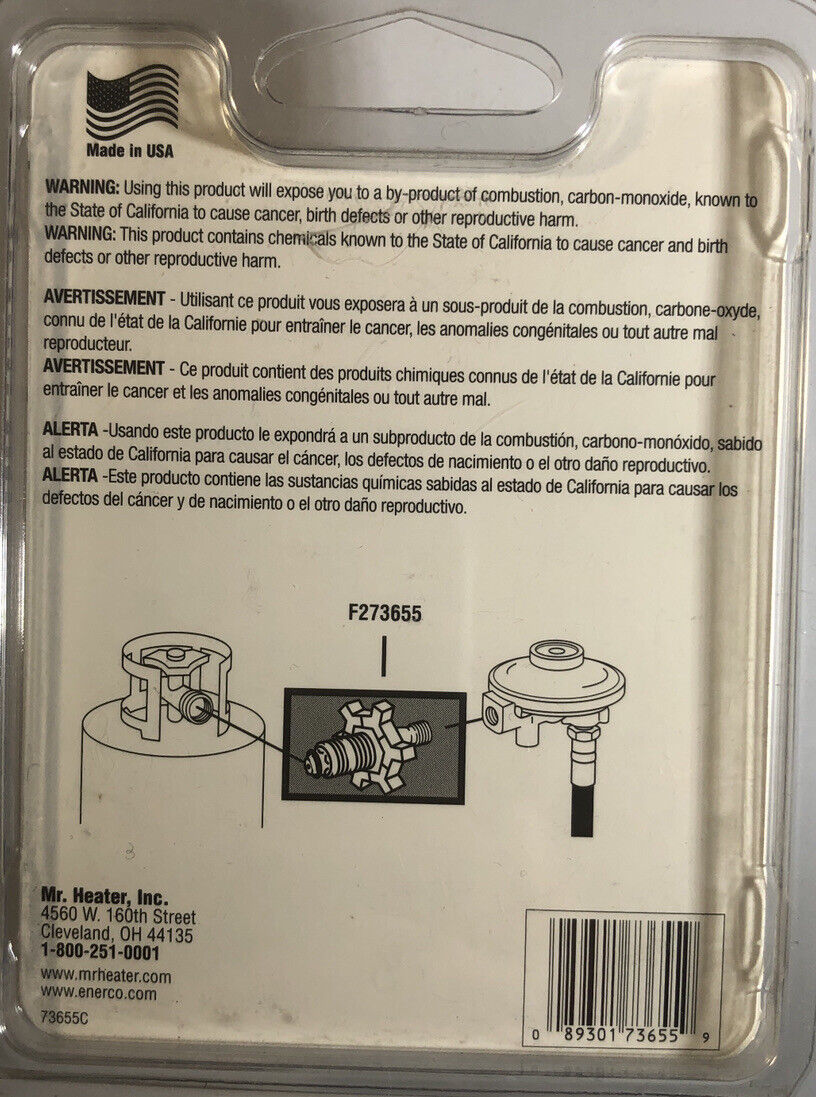 Made in USA
WARNING: Using this product will expose you to a by-product of combustion, carbon-monoxide, known to
the State of California to cause cancer, birth defects or other reproductive harm.
WARNING: This product contains chemicals known to the State of California to cause cancer and birth
defects or other reproductive harm.
AVERTISSEMENT - Utilisant ce produit vous exposera à un sous-produit de la combustion, carbone-oxyde,
connu de l'état de la Californie pour entraîner le cancer, les anomalies congénitales ou tout autre mal
reproducteur.
AVERTISSEMENT - Ce produit contient des produits chimiques connus de l'état de la Californie pour
entraîner le cancer et les anomalies congénitales ou tout autre mal.
ALERTA -Usando este producto le expondrá a un subproducto de la combustión, carbono-monóxido, sabido
al estado de California para causar el cáncer, los defectos de nacimiento o el otro daño reproductivo.
ALERTA -Este producto contiene las sustancias químicas sabidas al estado de California para causar los
defectos del cáncer y de nacimiento o el otro daño reproductivo.
F273655
3
Mr. Heater, Inc.
4560 W. 160th Street
Cleveland, OH 44135
1-800-251-0001
www.mrheater.com
www.enerco.com
73655C
0 89301 73655 9